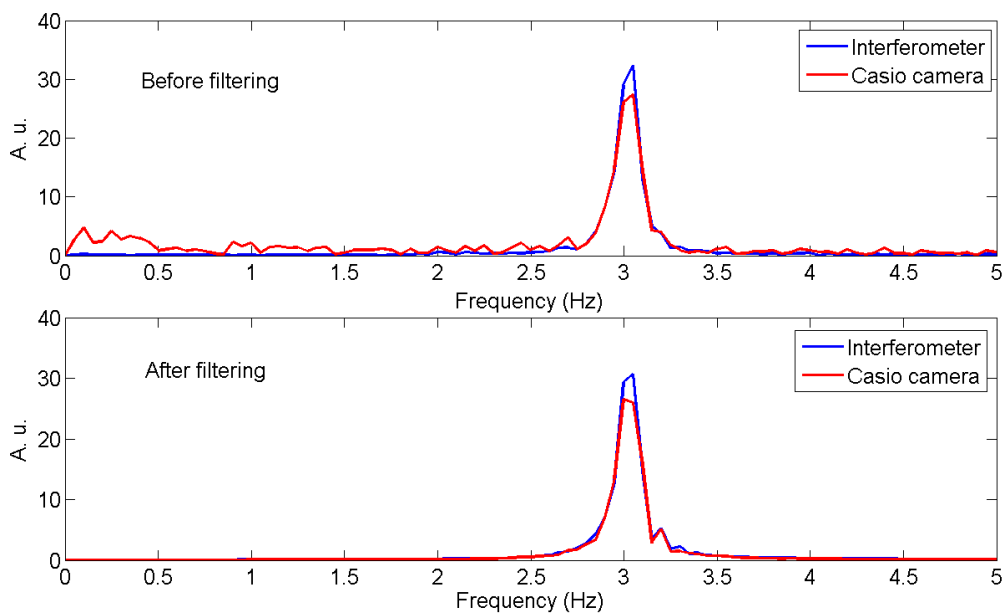 40
30
20
10
0
A. u.
Before filtering
Interferometer
Casio camera
0 0.5 1 1.5 2 2.5 3 3.5 4 4.5 5
Frequency (Hz)
40
30
20
10
0
A. u.
After filtering
Interferometer
Casio camera
0 0.5 1 1.5 2 2.5 3 3.5 4 4.5 5
Frequency (Hz)